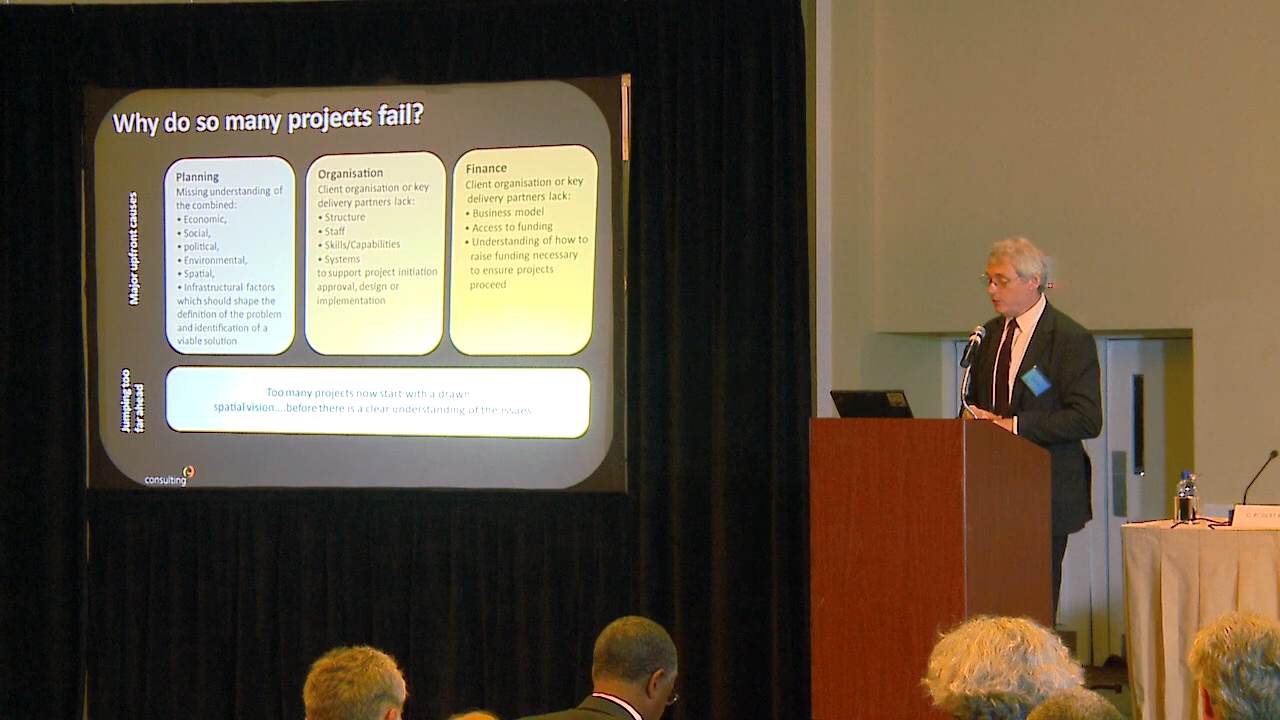 Why do so many projects fail?
Major upfront causes
Planning
Missing understanding of
the combined:
• Economic,
• Social,
• political,
• Environmental,
• Spatial,
• Infrastructural factors
which should shape the
definition of the problem
and identification of a
viable solution
Organisation
Client organisation or key
delivery partners lack:
• Structure
• Staff
• Skills/Capabilities
• Systems
to support project initiation
approval, design or
implementation
Finance
Client organisation or key
delivery partners lack:
• Business model
• Access to funding
• Understanding of how to
raise funding necessary
to ensure projects
proceed
Jumping too
far ahead
Too many projects now start with a drawn
spatial vision....before there is a clear understanding of the issues
consulting